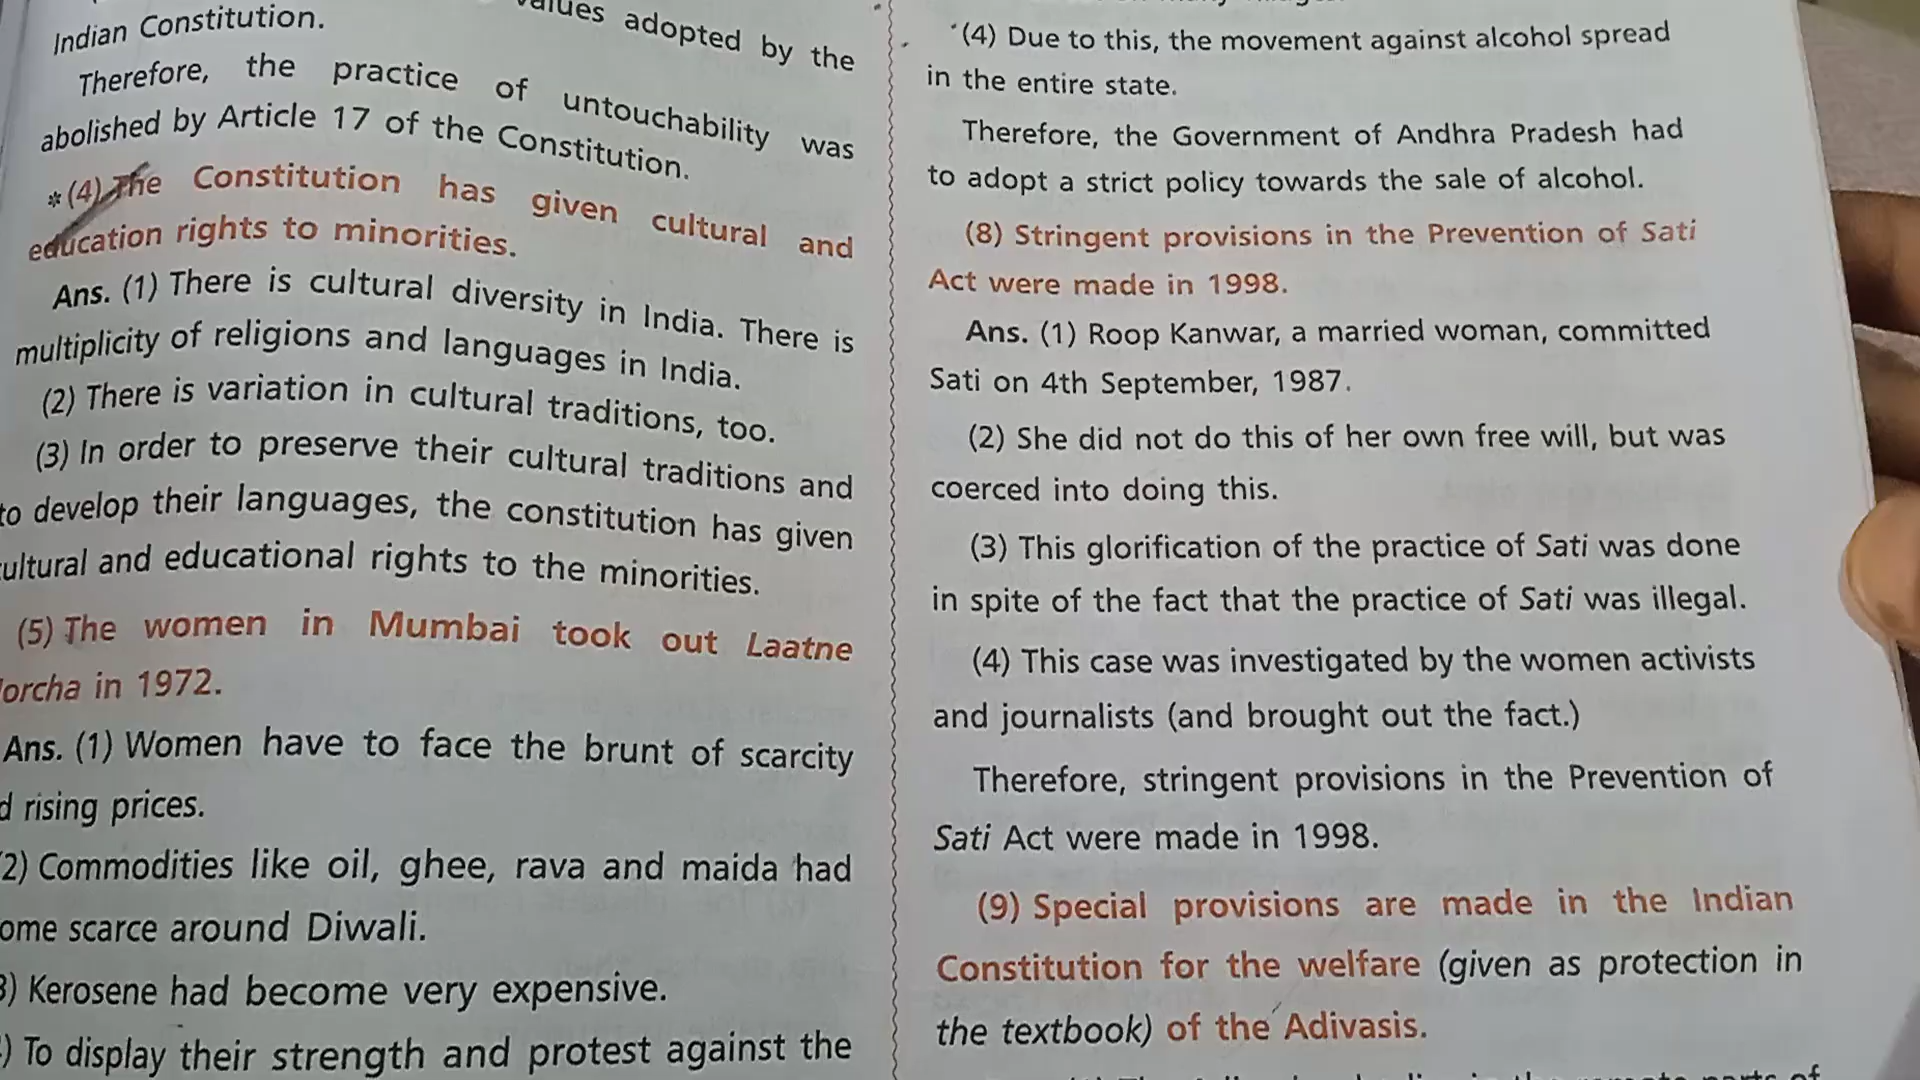 values adopted by the
Indian Constitution.
Therefore, the practice of untouchability was
abolished by Article 17 of the Constitution.
*(4) The Constitution has given cultural and
education rights to minorities.
Ans. (1) There is cultural diversity in India. There is
multiplicity of religions and languages in India.
(2) There is variation in cultural traditions, too.
(3) In order to preserve their cultural traditions and
to develop their languages, the constitution has given
ultural and educational rights to the minorities.
(5) The women in Mumbai took out Laatne
orcha in 1972.
Ans. (1) Women have to face the brunt of scarcity
d rising prices.
2) Commodities like oil, ghee, rava and maida had
ome scarce around Diwali.
3) Kerosene had become very expensive.
) To display their strength and protest against the
(4) Due to this, the movement against alcohol spread
in the entire state.
Therefore, the Government of Andhra Pradesh had
to adopt a strict policy towards the sale of alcohol.
(8) Stringent provisions in the Prevention of Sati
Act were made in 1998.
Ans. (1) Roop Kanwar, a married woman, committed
Sati on 4th September, 1987.
(2) She did not do this of her own free will, but was
coerced into doing this.
(3) This glorification of the practice of Sati was done
in spite of the fact that the practice of Sati was illegal.
(4) This case was investigated by the women activists
and journalists (and brought out the fact.)
Therefore, stringent provisions in the Prevention of
Sati Act were made in 1998.
(9) Special provisions are made in the Indian
Constitution for the welfare (given as protection in
the textbook) of the Adivasis.